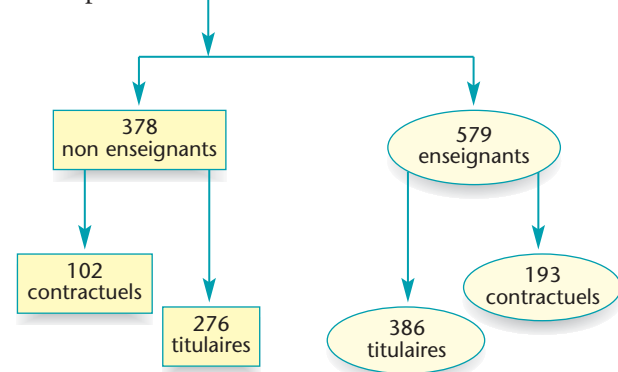 378
non enseignants
579
enseignants
102
contractuels
276
titulaires
386
titulaires
193
contractuels